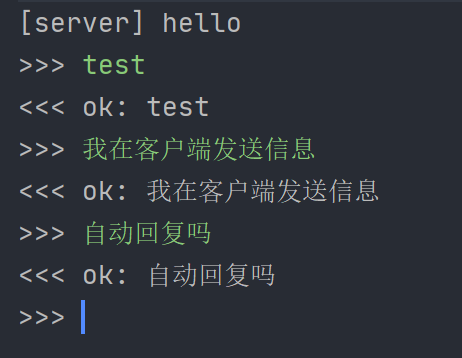 [server] hello
>>> test
<<< ok: test
>>> 我在客户端发送信息
<<< ok: 我在客户端发送信息
>>> 自动回复吗
<<< ok: 自动回复吗
>>>